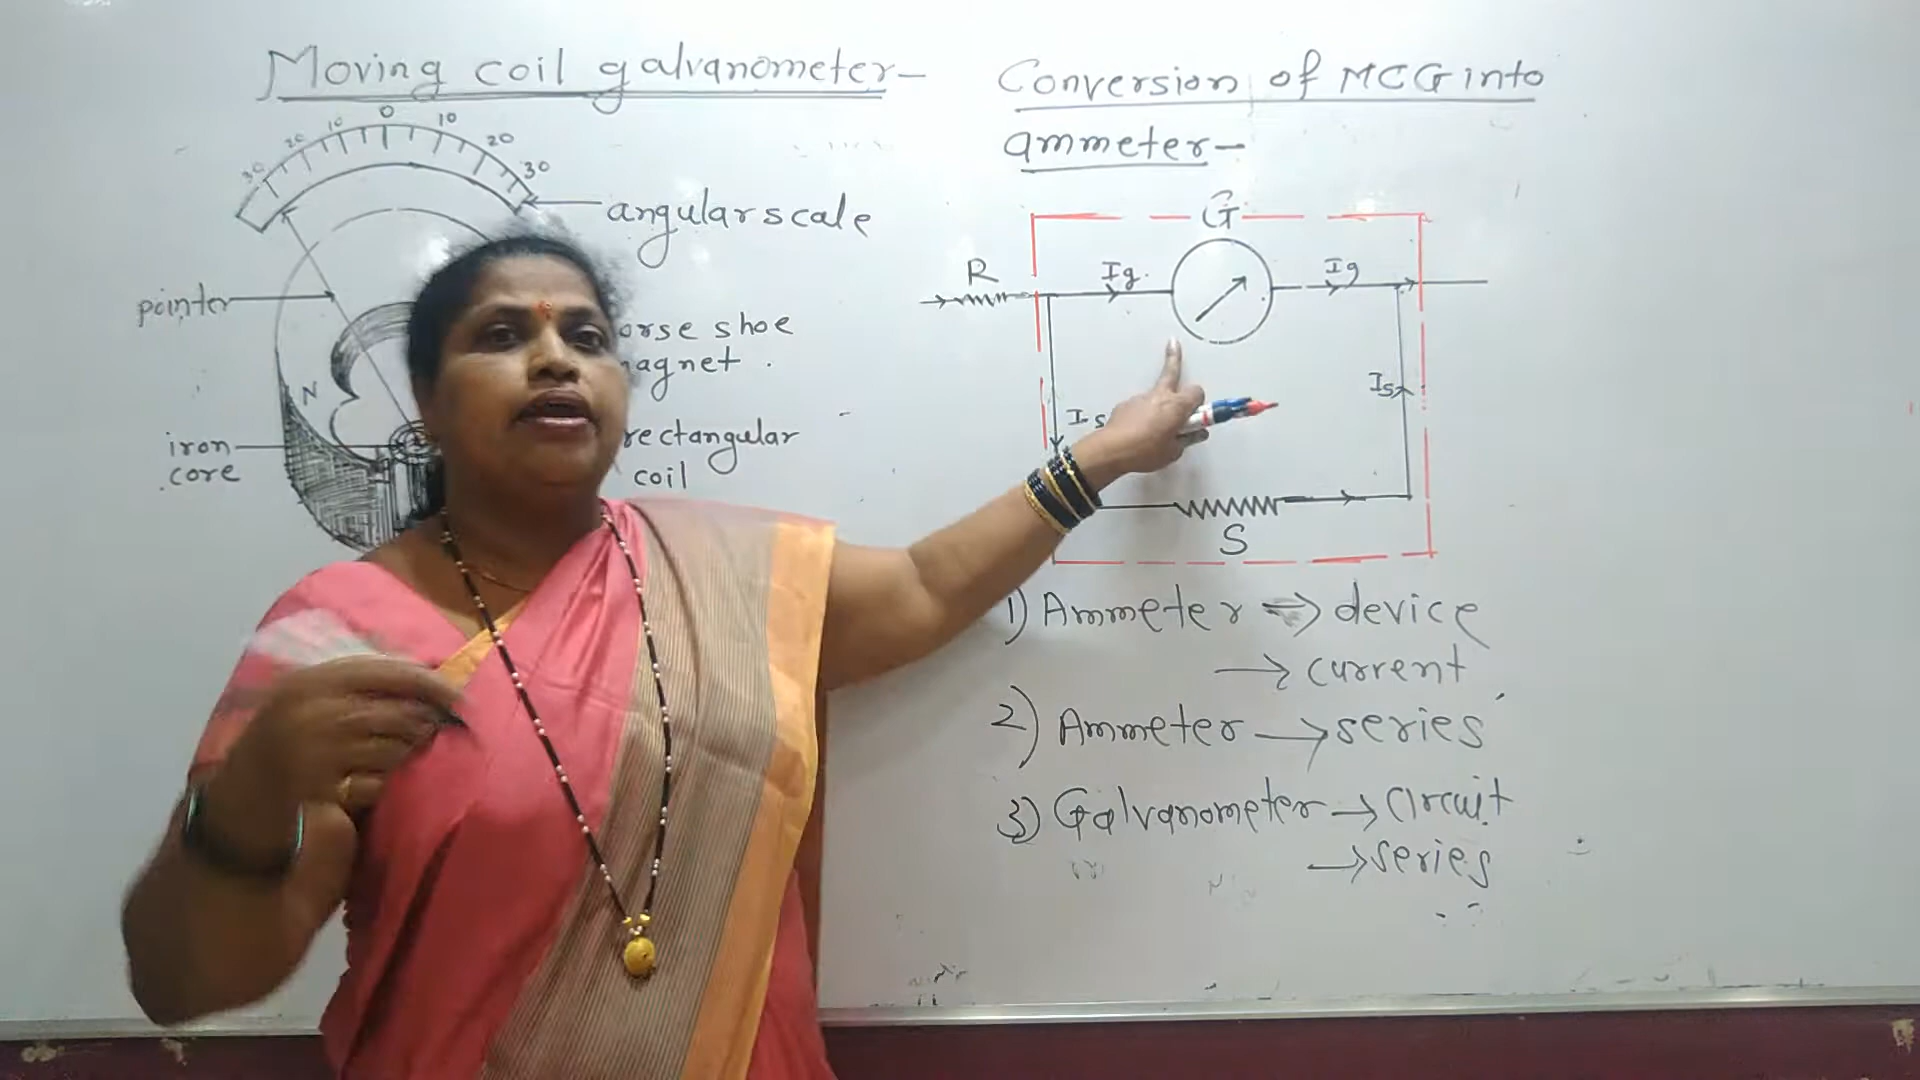 Moving coil galvanometer-
30 20 10 0 10 20 30
angular scale
pointer
orse shoe
agnet .
N
iron
core
rectangular
coil
Conversion of MCG into
ammeter-
G
R
Ig.
Ig
Is
Is
S
1) Ammeter → device
→ current
2) Ammeter → series
3) Galvanometer → circuit
→ series